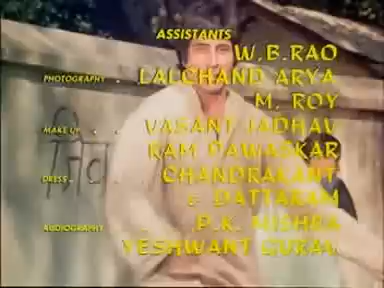 ASSISTANTS
W.B.RAO
PHOTOGRAPHY . LALCHAND ARYA
M. ROY
MAKE UP . . VASANT JADHAV
RAM PAWASKAR
DRESS . . CHANDRAKANT
& DATTARAM
AUDIOGRAPHY . P.K. MISHRA
YESHWANT GURAV